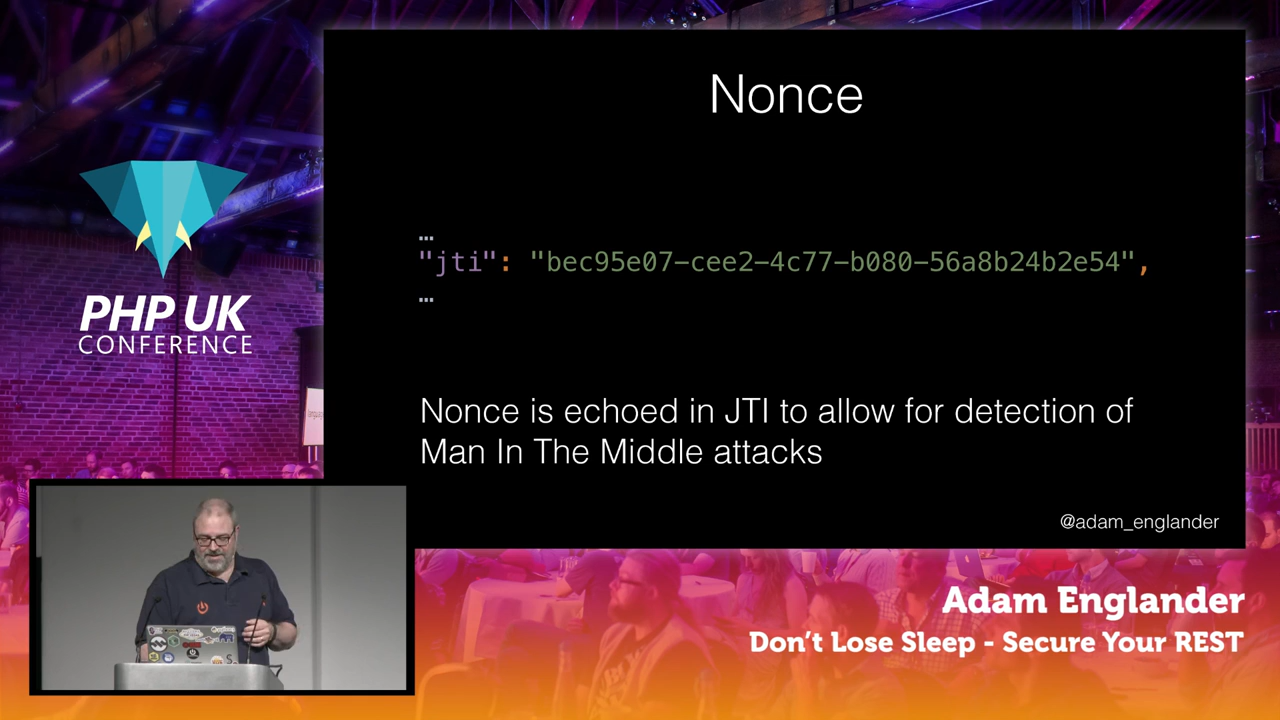 Nonce
…
"jti": "bec95e07-cee2-4c77-b080-56a8b24b2e54",
…
Nonce is echoed in JTI to allow for detection of
Man In The Middle attacks
@adam_englander
PHP UK
CONFERENCE
Adam Englander
Don't Lose Sleep - Secure Your REST